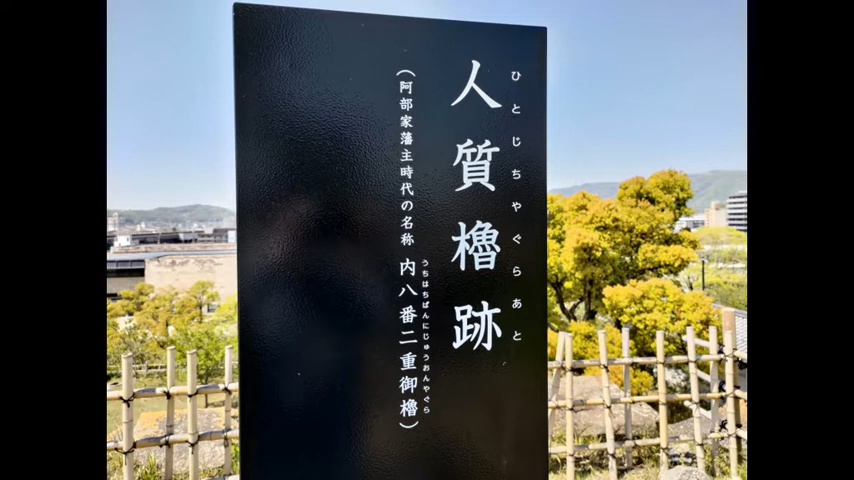 ひとじちやぐらあと
人質櫓跡
うちはちばんにじゅうおんやぐら
(阿部家藩主時代の名称 内八番二重御櫓)